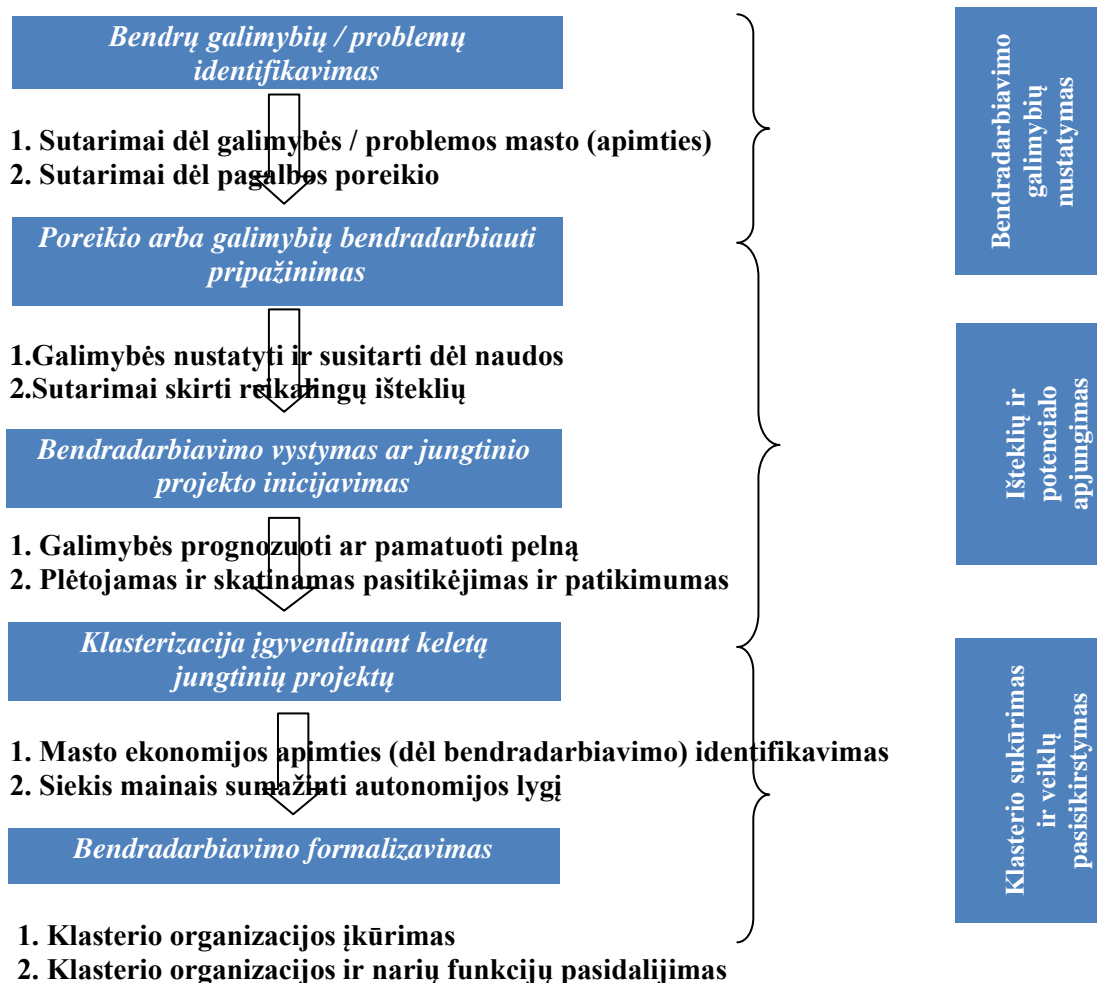 Bendrų galimybių / problemų
identifikavimas
1. Sutarimai dėl galimybės / problemos masto (apimties)
2. Sutarimai dėl pagalbos poreikio
Poreikio arba galimybių bendradarbiauti
pripažinimas
1.Galimybės nustatyti ir susitarti dėl naudos
2.Sutarimai skirti reikalingų išteklių
Bendradarbiavimo vystymas ar jungtinio
projekto inicijavimas
1. Galimybės prognozuoti ar pamatuoti pelną
2. Plėtojamas ir skatinamas pasitikėjimas ir patikimumas
Klasterizacija įgyvendinant keletą
jungtinių projektų
1. Masto ekonomijos apimties (dėl bendradarbiavimo) identifikavimas
2. Siekis mainais sumažinti autonomijos lygį
Bendradarbiavimo formalizavimas
1. Klasterio organizacijos įkūrimas
2. Klasterio organizacijos ir narių funkcijų pasidalijimas
Bendradarbiavimo
galimybių
nustatymas
Išteklių ir
potencialo
apjungimas
Klasterio sukūrimas
ir veiklų
pasisikirstymas